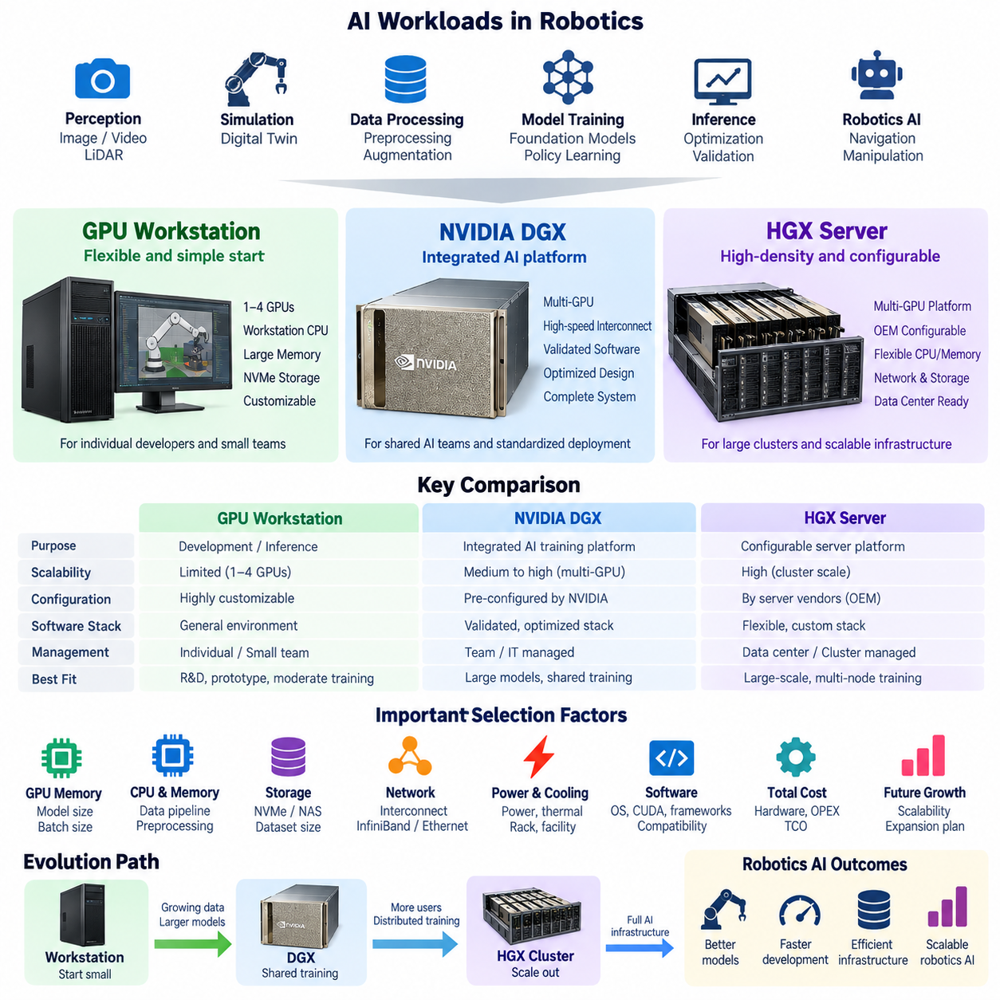 AI Workloads in Robotics
Perception
Image / Video
LiDAR
Simulation
Digital Twin
Data Processing
Preprocessing
Augmentation
Model Training
Foundation Models
Policy Learning
Inference
Optimization
Validation
Robotics AI
Navigation
Manipulation
GPU Workstation
Flexible and simple start
1–4 GPUs
Workstation CPU
Large Memory
NVMe Storage
Customizable
For individual developers and small teams
NVIDIA DGX
Integrated AI platform
NVIDIA
Multi-GPU
High-speed Interconnect
Validated Software
Optimized Design
Complete System
For shared AI teams and standardized deployment
HGX Server
High-density and configurable
Multi-GPU Platform
OEM Configurable
Flexible CPU/Memory
Network & Storage
Data Center Ready
For large clusters and scalable infrastructure
Key Comparison
GPU Workstation NVIDIA DGX HGX Server
Purpose Development / Inference Integrated AI training platform Configurable server platform
Scalability Limited (1–4 GPUs) Medium to high (multi-GPU) High (cluster scale)
Configuration Highly customizable Pre-configured by NVIDIA By server vendors (OEM)
Software Stack General environment Validated, optimized stack Flexible, custom stack
Management Individual / Small team Team / IT managed Data center / Cluster managed
Best Fit R&D, prototype, moderate training Large models, shared training Large-scale, multi-node training
Important Selection Factors
GPU Memory
Model size
Batch size
CPU & Memory
Data pipeline
Preprocessing
Storage
NVMe / NAS
Dataset size
Network
Interconnect
InfiniBand / Ethernet
Power & Cooling
Power, thermal
Rack, facility
</>
Software
OS, CUDA, frameworks
Compatibility
Total Cost
Hardware, OPEX
TCO
Future Growth
Scalability
Expansion plan
Evolution Path
Workstation
Start small
Growing data
Larger models
NVIDIA
DGX
Shared training
More users
Distributed training
HGX Cluster
Scale out
Full AI
infrastructure
Robotics AI Outcomes
Better
models
Faster
development
Efficient
infrastructure
Scalable
robotics AI